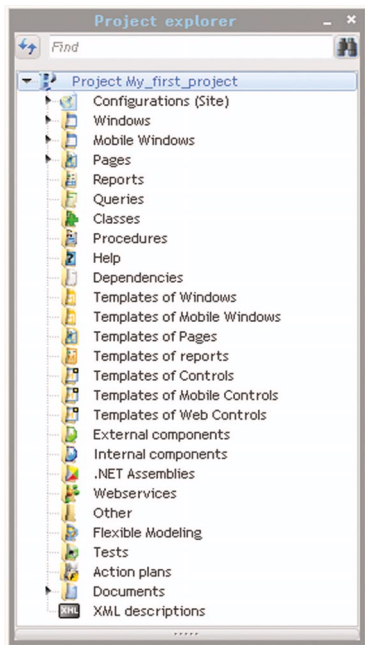 Project explorer
Find
Project My_first_project
Configurations (Site)
Windows
Mobile Windows
Pages
Reports
Queries
Classes
Procedures
Help
Dependencies
Templates of Windows
Templates of Mobile Windows
Templates of Pages
Templates of reports
Templates of Controls
Templates of Mobile Controls
Templates of Web Controls
External components
Internal components
.NET Assemblies
Webservices
Other
Flexible Modeling
Tests
Action plans
Documents
XML XML descriptions